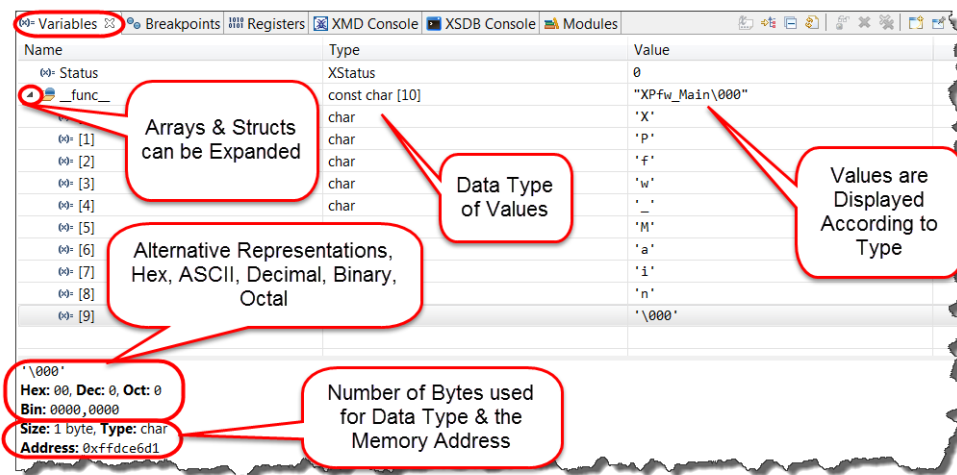 (x)= Variables Breakpoints 1010 0101 Registers XMD Console XSDB Console Modules
Name Type Value
(x)= Status XStatus 0
__func__ const char [10] "XPfw_Main\000"
char 'X'
(x)= [1] char 'P'
(x)= [2] char 'f'
(x)= [3] char 'w'
(x)= [4] char '_'
(x)= [5] 'M'
(x)= [6] 'a'
(x)= [7] 'i'
(x)= [8] 'n'
(x)= [9] '\000'
Arrays & Structs
can be Expanded
Data Type
of Values
Values are
Displayed
According to
Type
Alternative Representations,
Hex, ASCII, Decimal, Binary,
Octal
'\000'
Hex: 00, Dec: 0, Oct: 0
Bin: 0000,0000
Size: 1 byte, Type: char
Address: 0xffdce6d1
Number of Bytes used
for Data Type & the
Memory Address